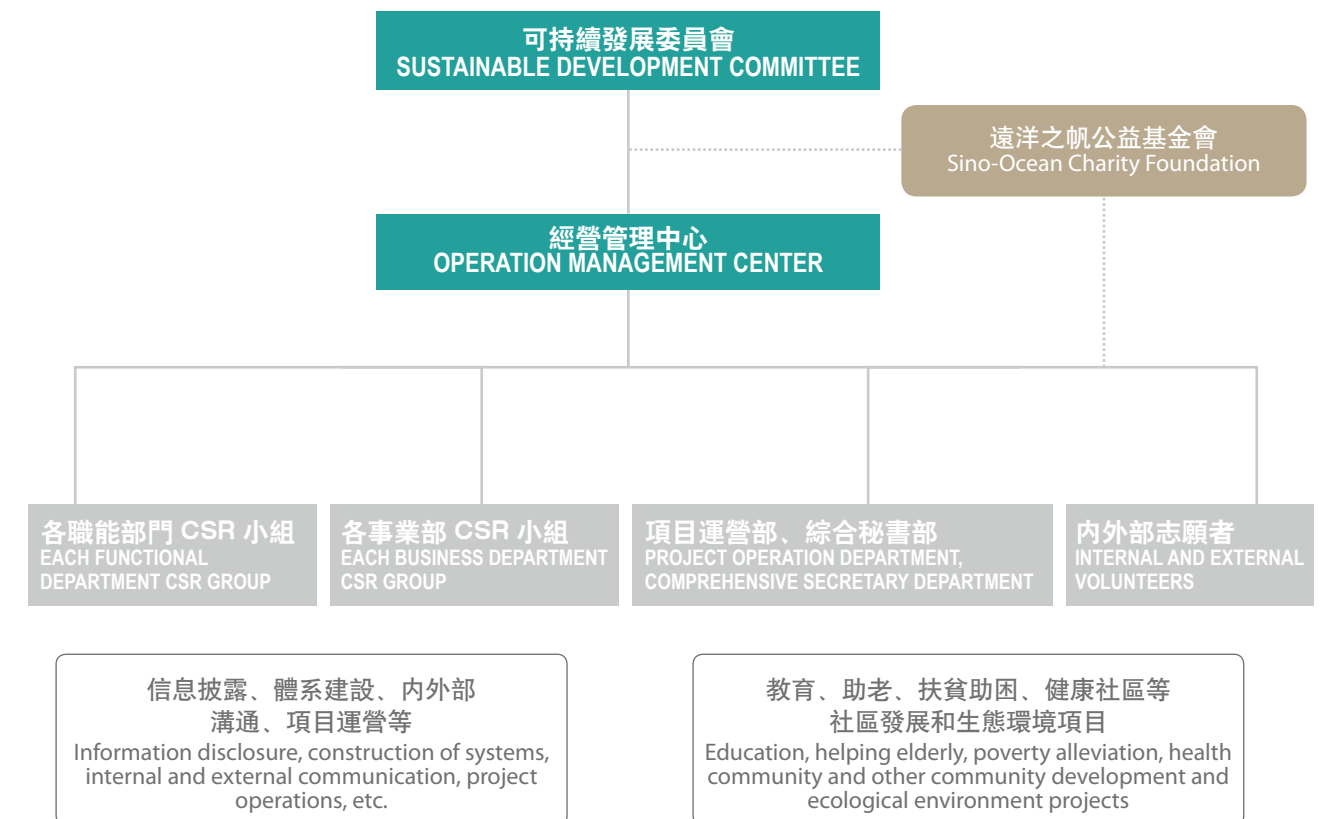 可持續發展委員會
SUSTAINABLE DEVELOPMENT COMMITTEE
遠洋之帆公益基金會
Sino-Ocean Charity Foundation
經營管理中心
OPERATION MANAGEMENT CENTER
各職能部門 CSR 小組
EACH FUNCTIONAL
DEPARTMENT CSR GROUP
各事業部 CSR 小組
EACH BUSINESS DEPARTMENT
CSR GROUP
項目運營部、綜合秘書部
PROJECT OPERATION DEPARTMENT,
COMPREHENSIVE SECRETARY DEPARTMENT
内外部志願者
INTERNAL AND EXTERNAL
VOLUNTEERS
信息披露、體系建設、内外部
溝通、項目運營等
Information disclosure, construction of systems,
internal and external communication, project
operations, etc.
教育、助老、扶貧助困、健康社區等
社區發展和生態環境項目
Education, helping elderly, poverty alleviation, health
community and other community development and
ecological environment projects